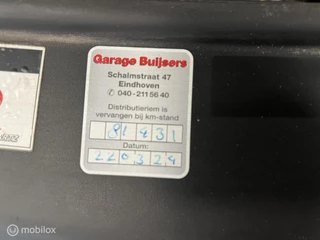 Garage Buijsers
Schalmstraat 47
Eindhoven
✆ 040-2115640
Distributieriem is
vervangen bij km-stand
81431
Datum:
220324
mobilox